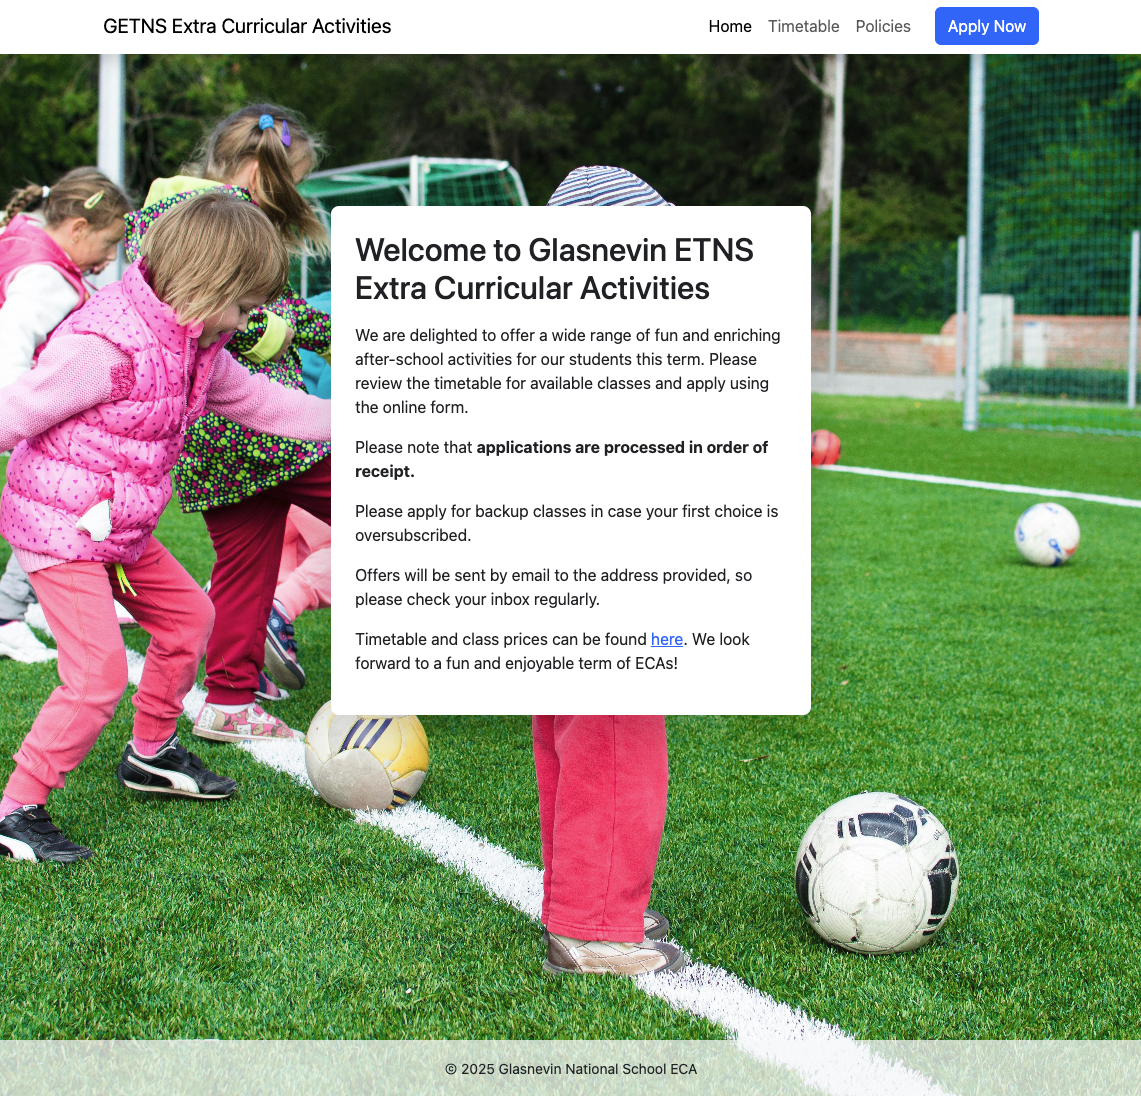 GETNS Extra Curricular Activities
Home Timetable Policies Apply Now
Welcome to Glasnevin ETNS
Extra Curricular Activities
We are delighted to offer a wide range of fun and enriching
after-school activities for our students this term. Please
review the timetable for available classes and apply using
the online form.
Please note that applications are processed in order of
receipt.
Please apply for backup classes in case your first choice is
oversubscribed.
Offers will be sent by email to the address provided, so
please check your inbox regularly.
Timetable and class prices can be found here. We look
forward to a fun and enjoyable term of ECAs!
© 2025 Glasnevin National School ECA